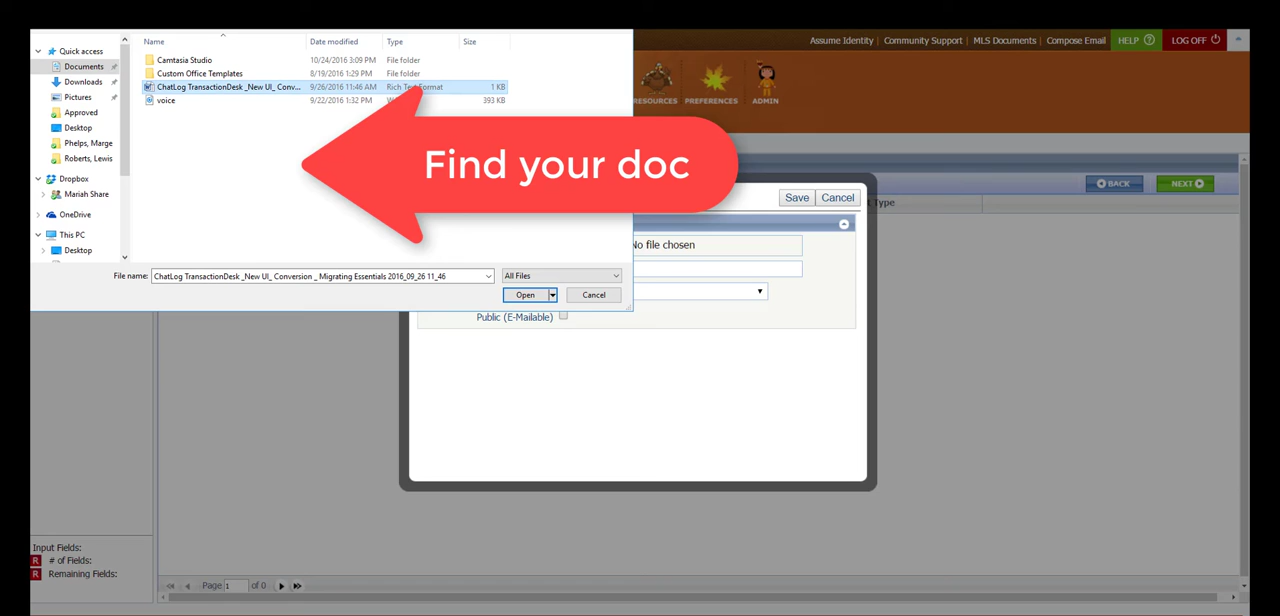 Assume Identity | Community Support | MLS Documents | Compose Email HELP LOG OFF
Name Date modified Type Size
Quick access
Documents
Downloads
Pictures
Approved
Desktop
Phelps, Marge
Roberts, Lewis
Dropbox
Mariah Share
OneDrive
This PC
Desktop
Camtasia Studio 10/24/2016 3:09 PM File folder
Custom Office Templates 8/19/2016 1:29 PM File folder
ChatLog TransactionDesk _New UI_ Conv... 9/26/2016 11:46 AM Rich Text Format 1 KB
voice 9/22/2016 1:32 PM W 393 KB
RESOURCES PREFERENCES ADMIN
Find your doc
BACK NEXT
Type
Save Cancel
No file chosen
File name: ChatLog TransactionDesk _New UI_ Conversion _ Migrating Essentials 2016_09_26 11_46 All Files
Open Cancel
Public (E-Mailable)
Input Fields:
R # of Fields:
R Remaining Fields:
Page 1 of 0